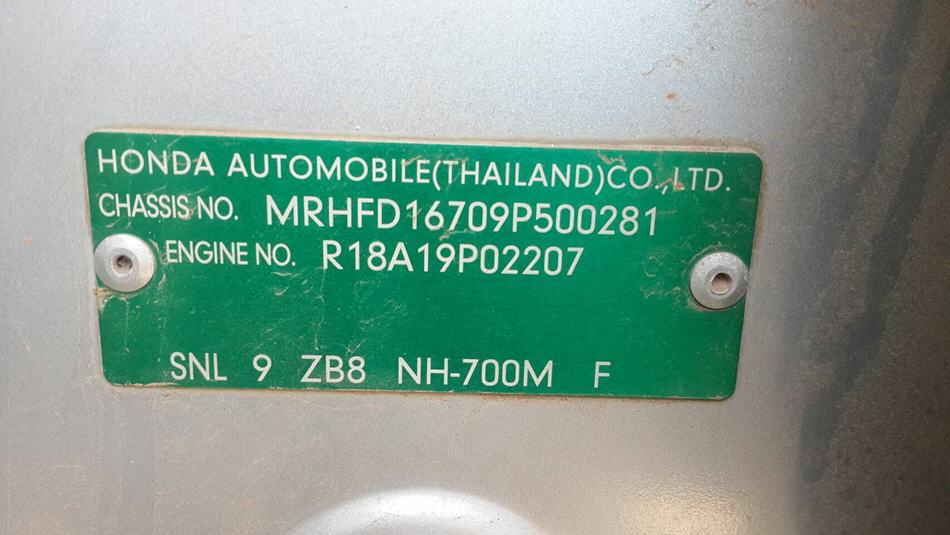 HONDA AUTOMOBILE(THAILAND)CO.,LTD.
CHASSIS NO. MRHFD16709P500281
ENGINE NO. R18A19P02207
SNL 9 ZB8 NH-700M F